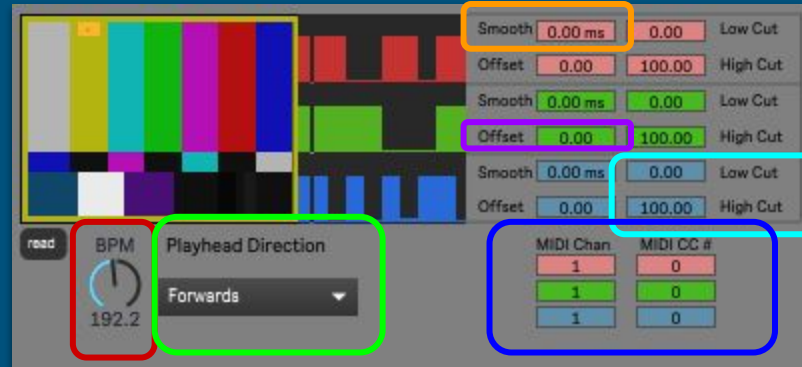 Smooth 0.00 ms 0.00 Low Cut
Offset 0.00 100.00 High Cut
Smooth 0.00 ms 0.00 Low Cut
Offset 0.00 100.00 High Cut
Smooth 0.00 ms 0.00 Low Cut
Offset 0.00 100.00 High Cut
read BPM Playhead Direction MIDI Chan MIDI CC #
1 0
Forwards 1 0
192.2 1 0